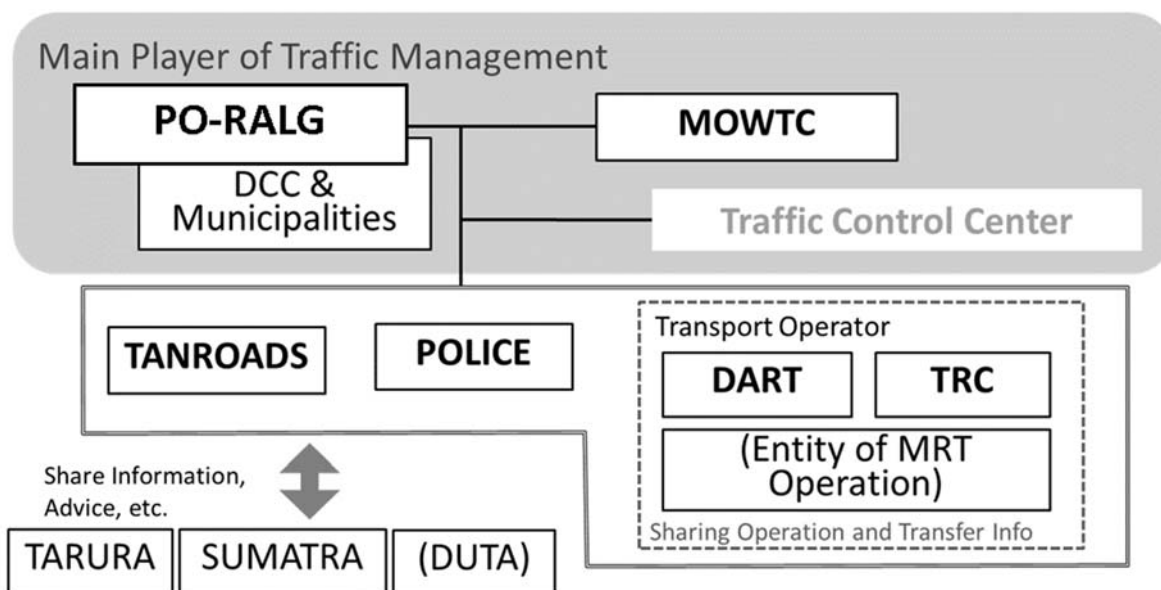 Main Player of Traffic Management
PO-RALG
MOWTC
DCC &
Municipalities
Traffic Control Center
TANROADS
POLICE
Transport Operator
DART
TRC
(Entity of MRT
Operation)
Sharing Operation and Transfer Info
Share Information,
Advice, etc.
TARURA
SUMATRA
(DUTA)